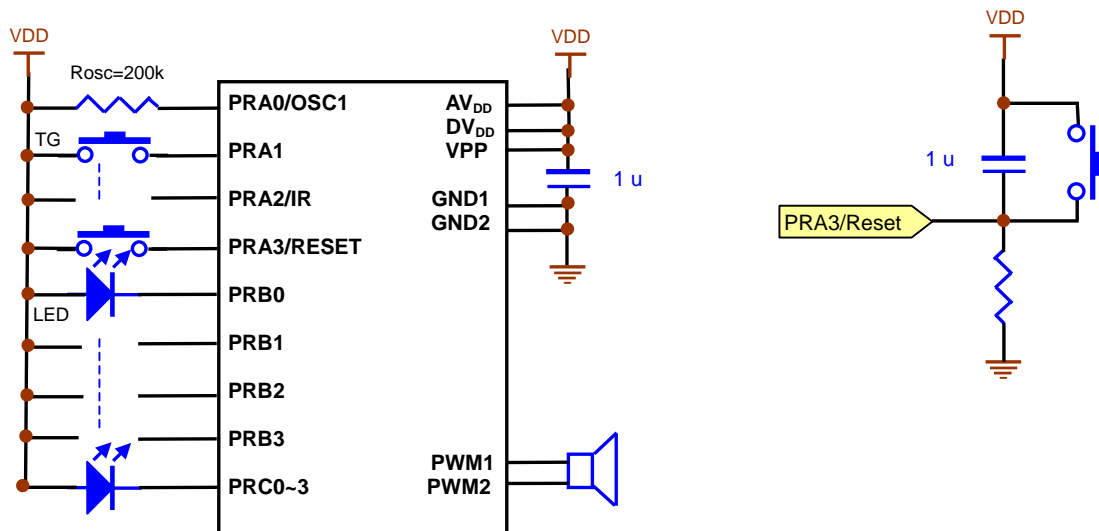 VDD
Rosc=200k
TG
LED
PRA0/OSC1
PRA1
PRA2/IR
PRA3/RESET
PRB0
PRB1
PRB2
PRB3
PRC0~3
AVDD
DVDD
VPP
GND1
GND2
PWM1
PWM2
VDD
1 u
VDD
1 u
PRA3/Reset